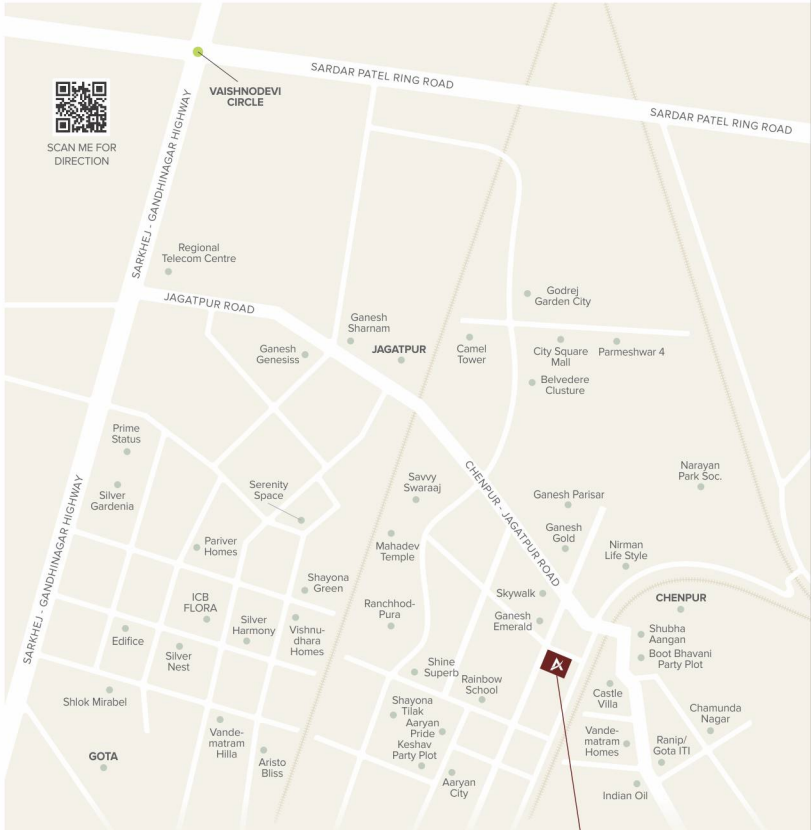 SARDAR PATEL RING ROAD
SARDAR PATEL RING ROAD
VAISHNODEVI
CIRCLE
SCAN ME FOR
DIRECTION
SARKHEJ - GANDHINAGAR HIGHWAY
Regional
Telecom Centre
JAGATPUR ROAD
Godrej
Garden City
Ganesh
Sharnam
Ganesh
Genesiss
JAGATPUR
Camel
Tower
City Square
Mall
Parmeshwar 4
Belvedere
Clusture
Prime
Status
Silver
Gardenia
Serenity
Space
Savvy
Swaraaj
CHENPUR - JAGATPUR ROAD
Narayan
Park Soc.
Ganesh Parisar
Ganesh
Gold
SARKHEJ - GANDHINAGAR HIGHWAY
Pariver
Homes
Mahadev
Temple
Nirman
Life Style
Shayona
Green
Skywalk
CHENPUR
ICB
FLORA
Ranchhod-
Pura
Ganesh
Emerald
Silver
Harmony
Vishnu-
dhara
Homes
Edifice
Silver
Nest
Shubha
Aangan
Boot Bhavani
Party Plot
Shine
Superb
Rainbow
School
Castle
Villa
Shlok Mirabel
Shayona
Tilak
Aaryan
Pride
Keshav
Party Plot
Chamunda
Nagar
Vande-
matram
Hilla
Vande-
matram
Homes
Ranip/
Gota ITI
GOTA
Aristo
Bliss
Aaryan
City
Indian Oil